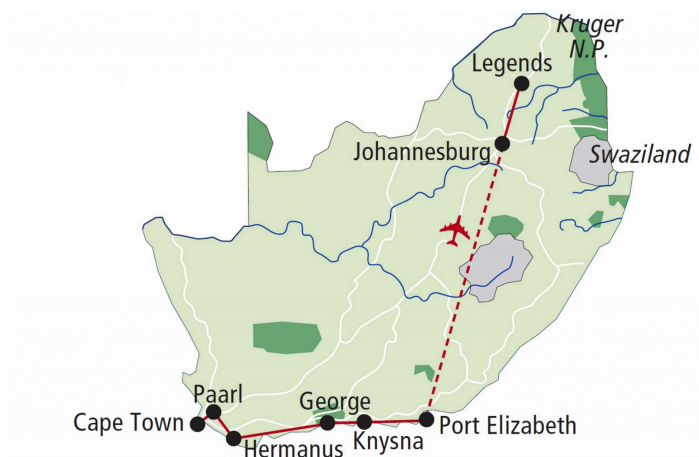 Kruger
N.P.
Legends
Johannesburg
Swaziland
Paarl
George
Cape Town
Port Elizabeth
Knysna
Hermanus